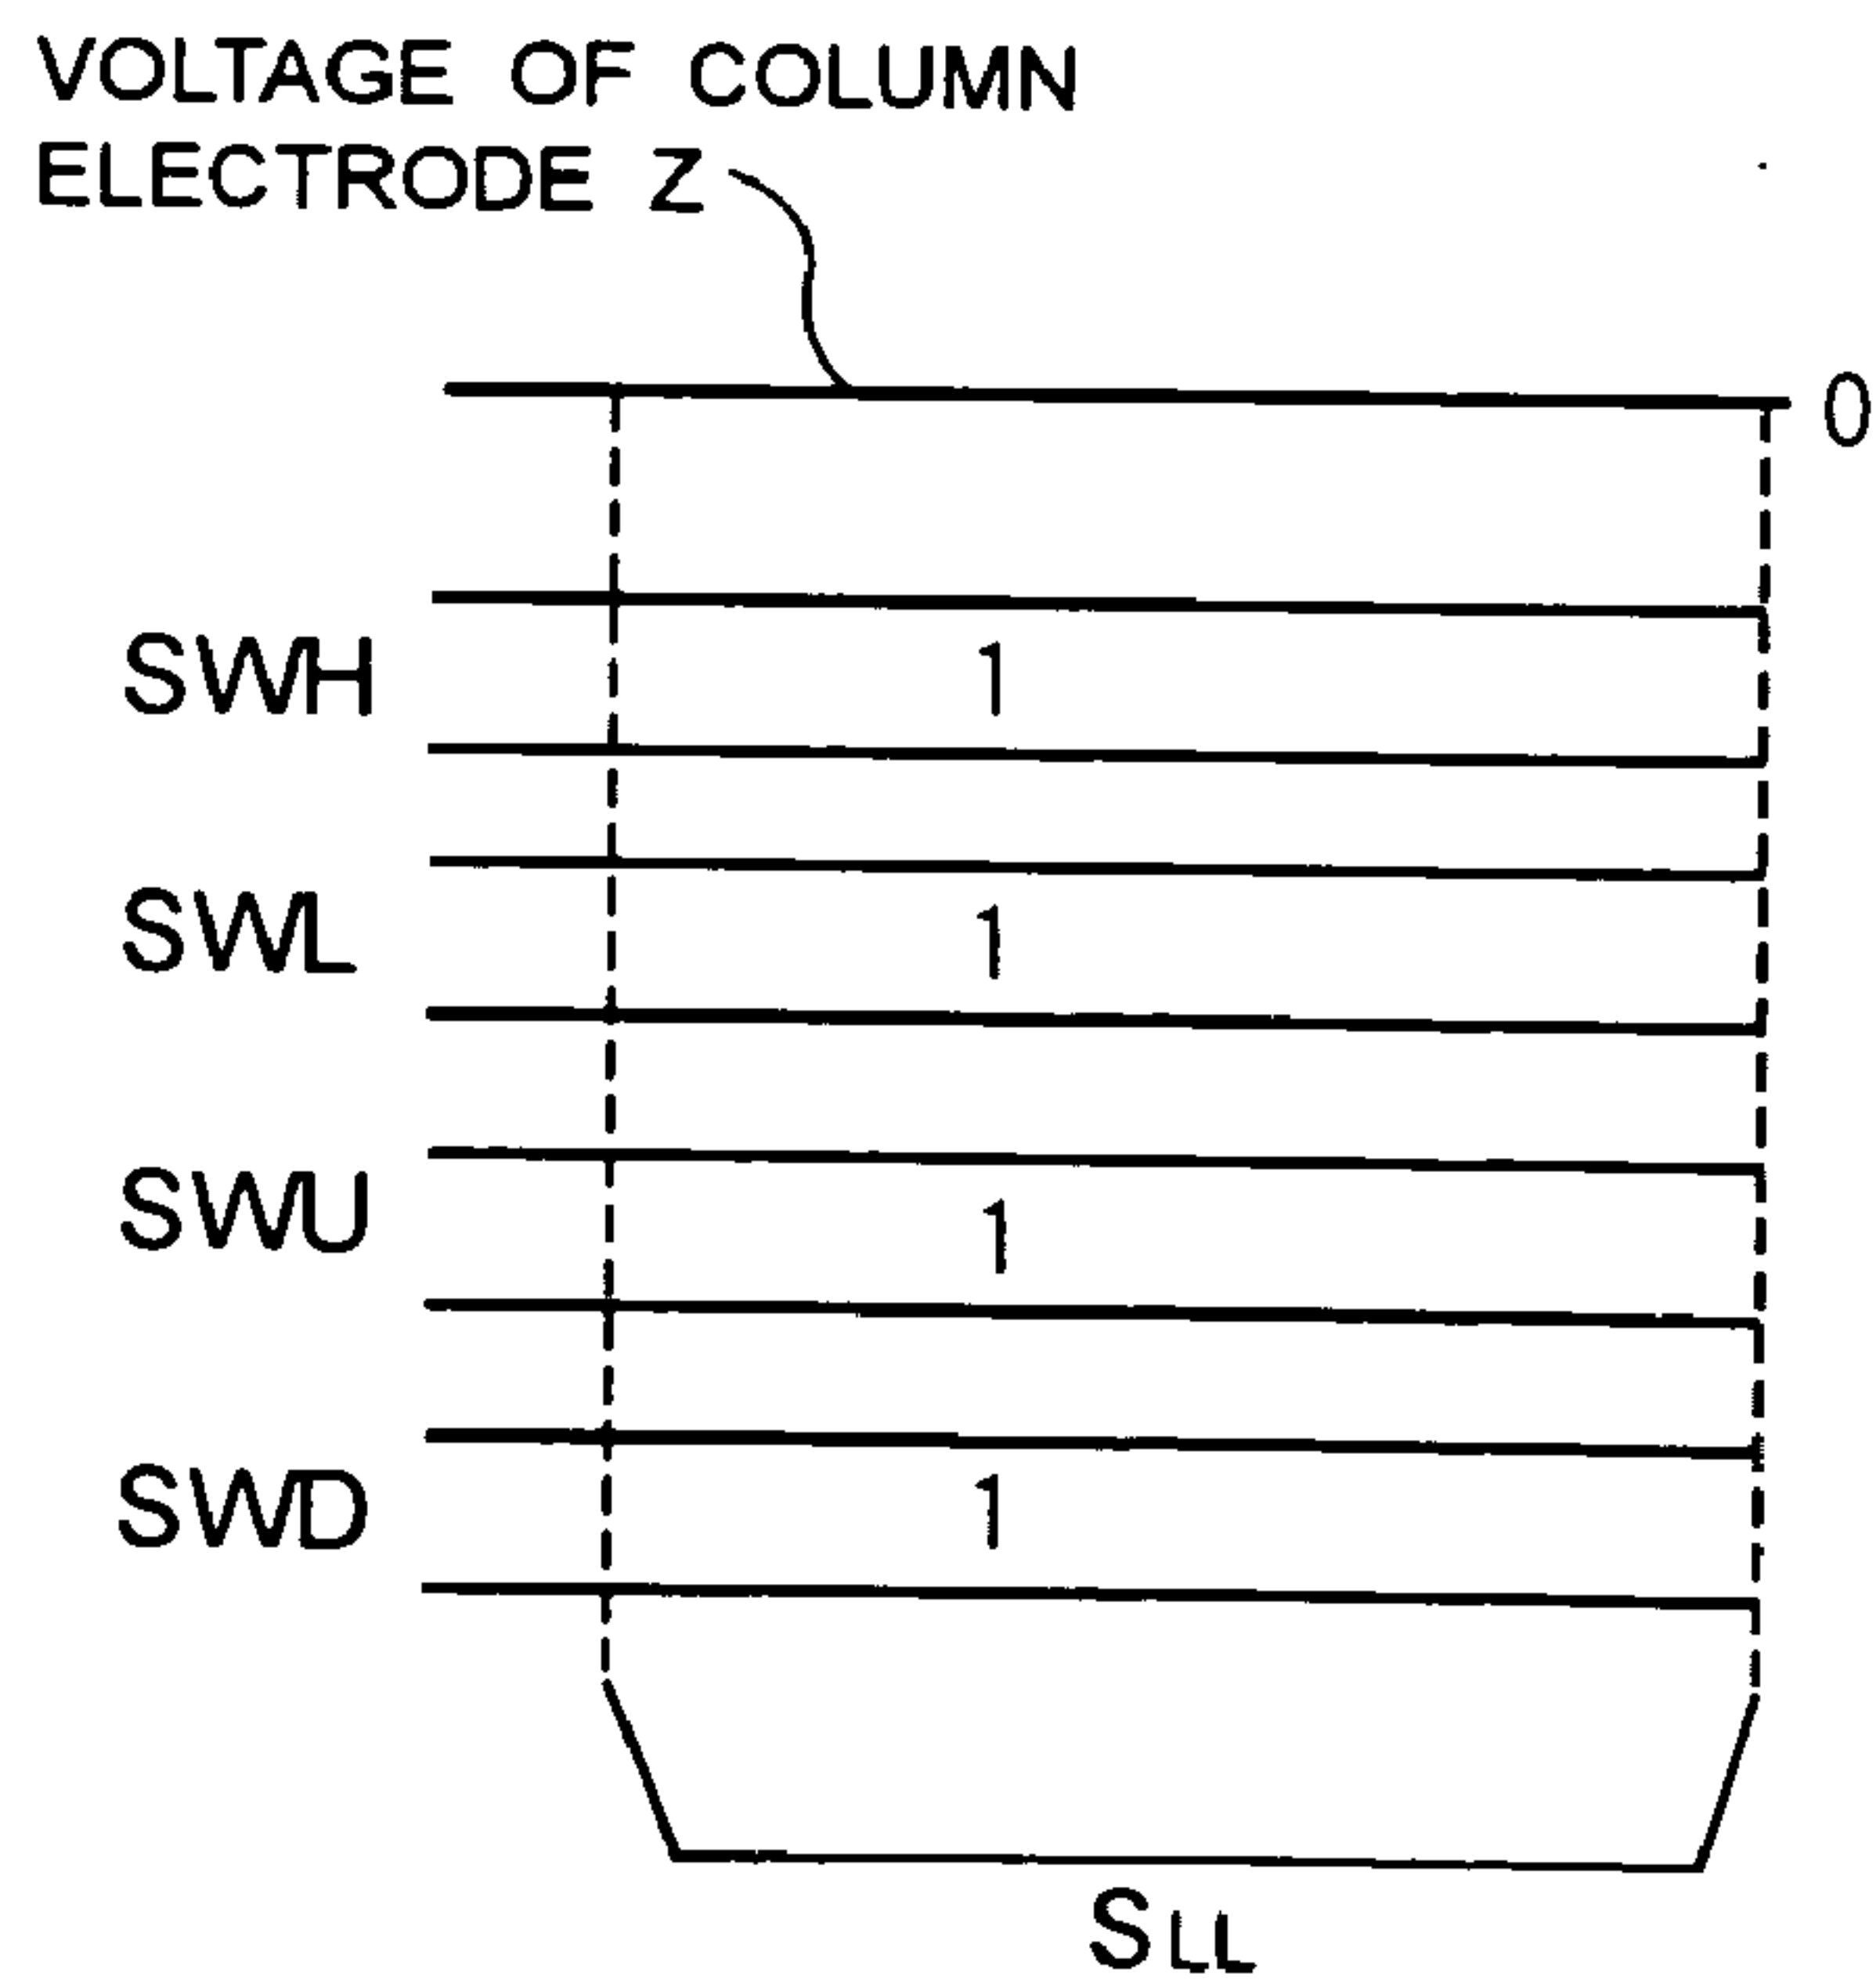 VOLTAGE OF COLUMN
ELECTRODE Z
0
SWH
1
SWL
1
SWU
1
SWD
1
SLL